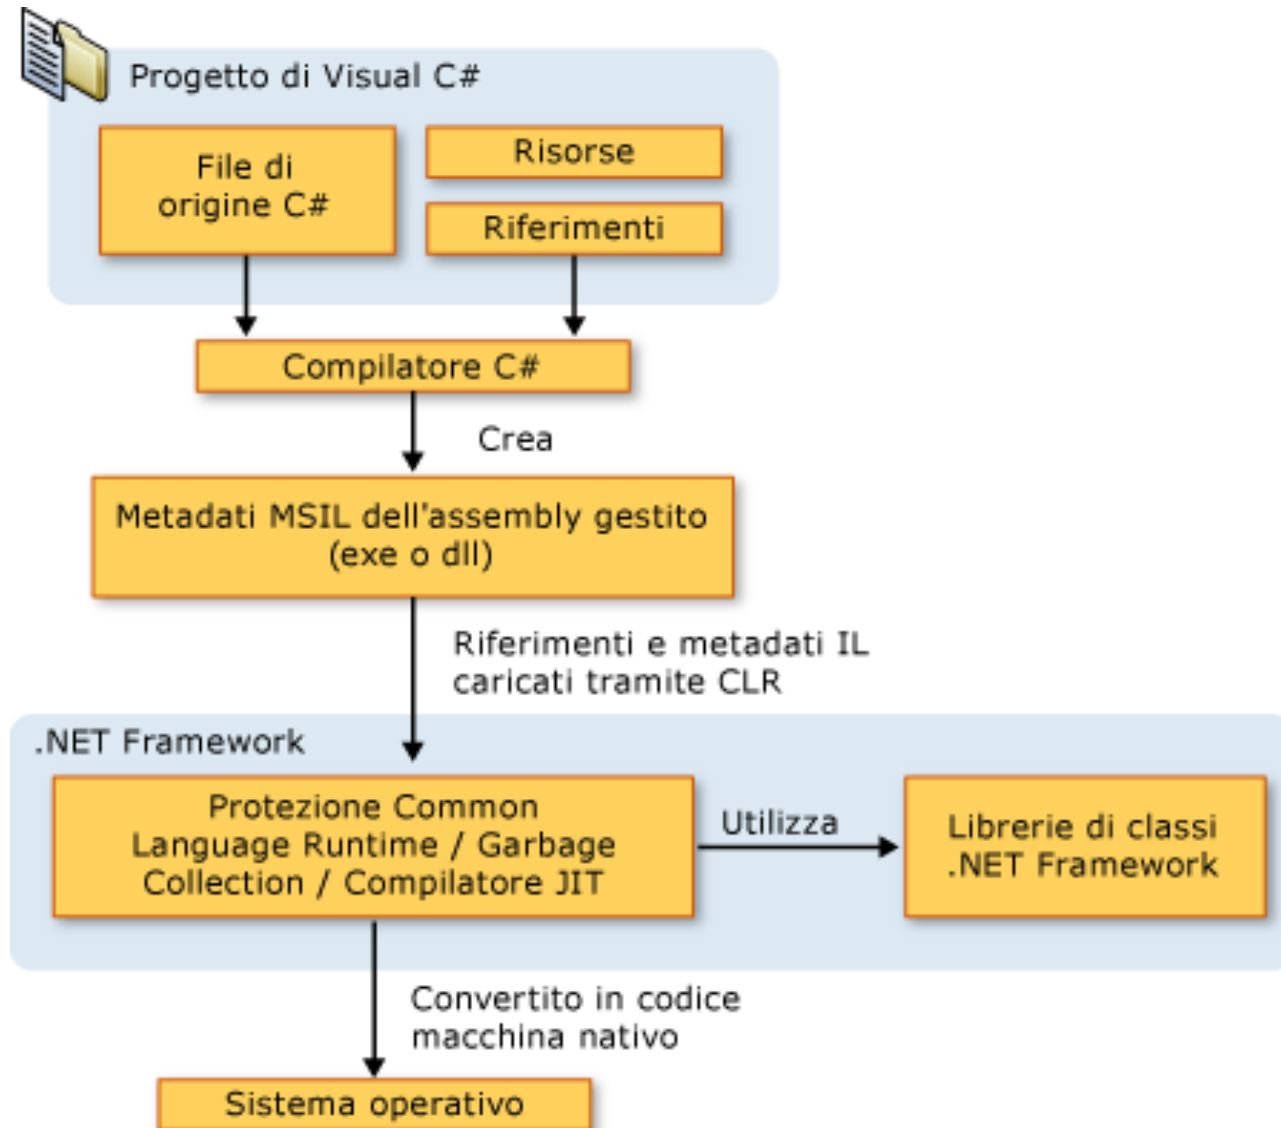 Progetto di Visual C#
File di
origine C#
Risorse
Riferimenti
Compilatore C#
Crea
Metadati MSIL dell'assembly gestito
(exe o dll)
Riferimenti e metadati IL
caricati tramite CLR
.NET Framework
Protezione Common
Language Runtime / Garbage
Collection / Compilatore JIT
Utilizza
Librerie di classi
.NET Framework
Convertito in codice
macchina nativo
Sistema operativo